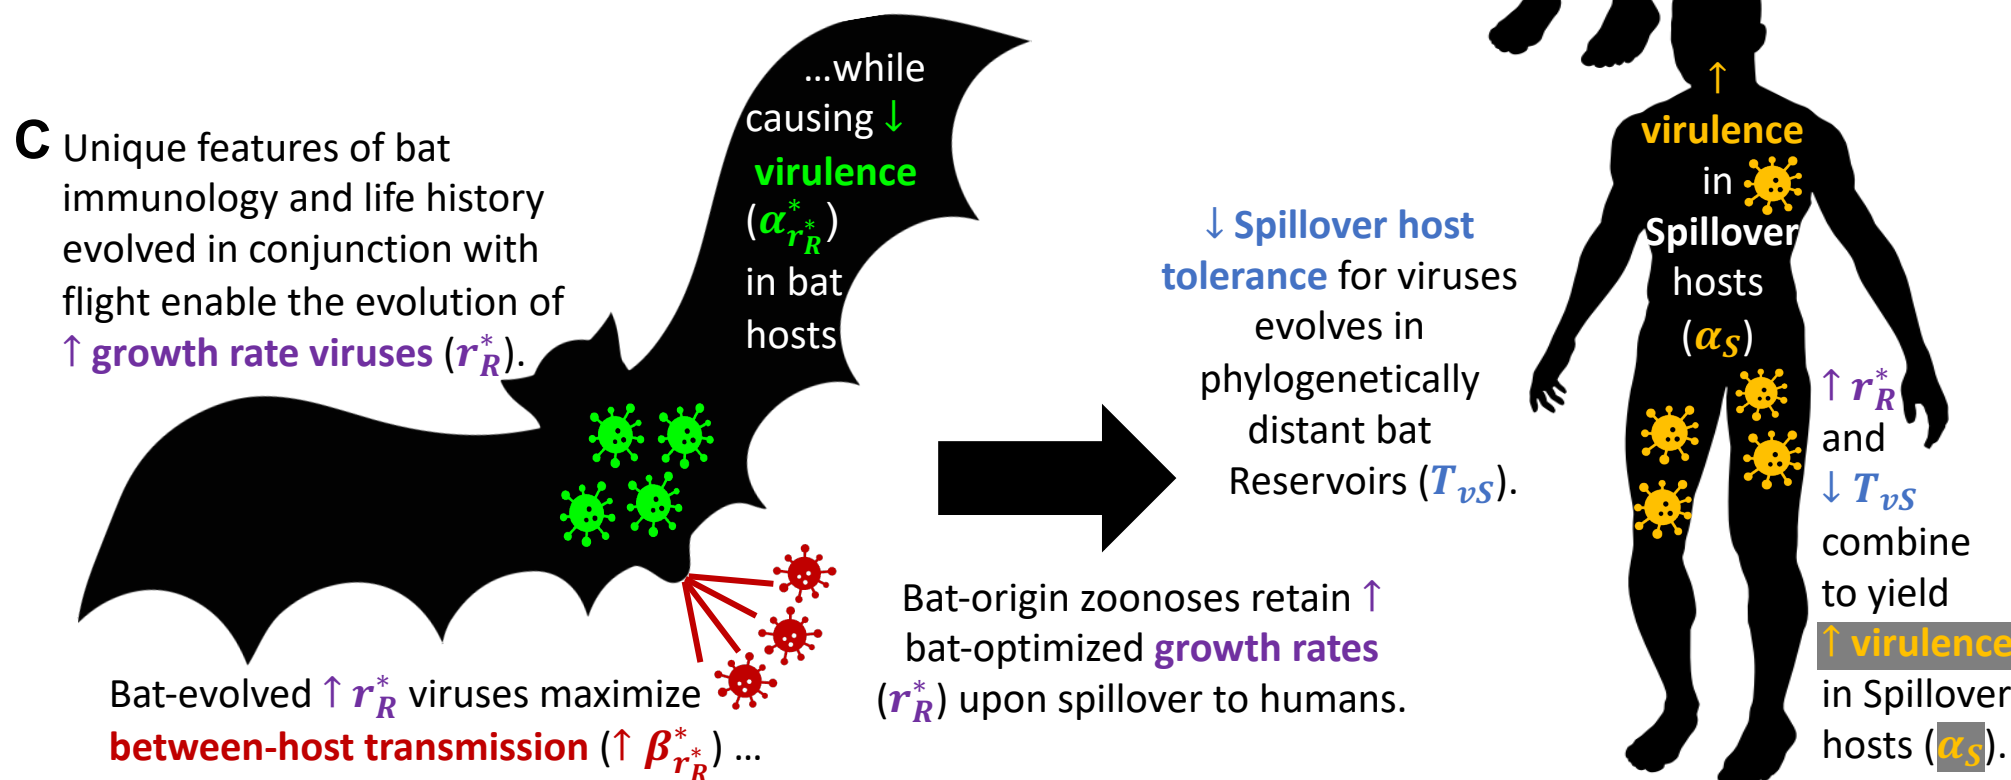 C Unique features of bat
immunology and life history
evolved in conjunction with
flight enable the evolution of
↑ growth rate viruses (r*R).
Bat-evolved ↑ r*R viruses maximize
between-host transmission (↑ β*r*R) ...
...while
causing ↓
virulence
(α*r*R)
in bat
hosts
↓ Spillover host
tolerance for viruses
evolves in
phylogenetically
distant bat
Reservoirs (TvS).
Bat-origin zoonoses retain ↑
bat-optimized growth rates
(r*R) upon spillover to humans.
↑
virulence
in
Spillover
hosts
(αS)
↑ r*R
and
↓ TvS
combine
to yield
↑ virulence
in Spillover
hosts (αS).